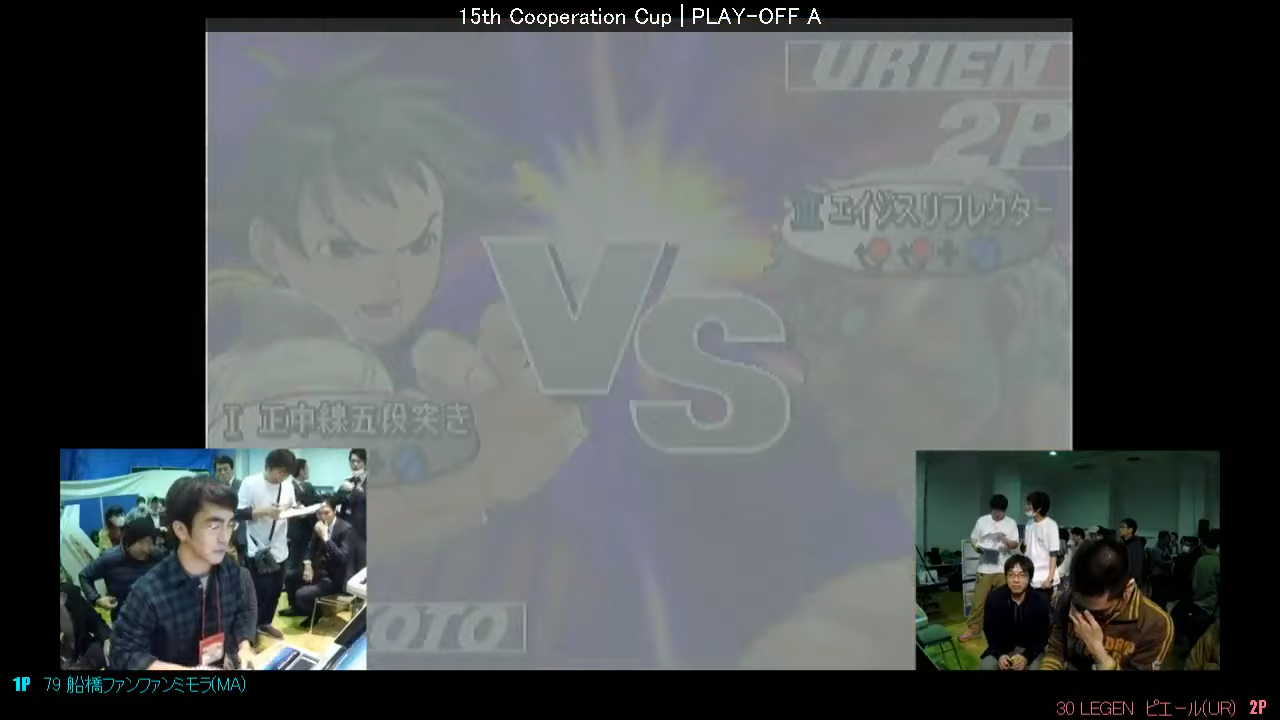 15th Cooperation Cup | PLAY-OFF A
URIEN
2P
III エイジスリフレクター
VS
I 正中線五段突き
OTO
1P 79 船橋ファンファンミモラ(MA)
30 LEGEN ピエール(UR) 2P